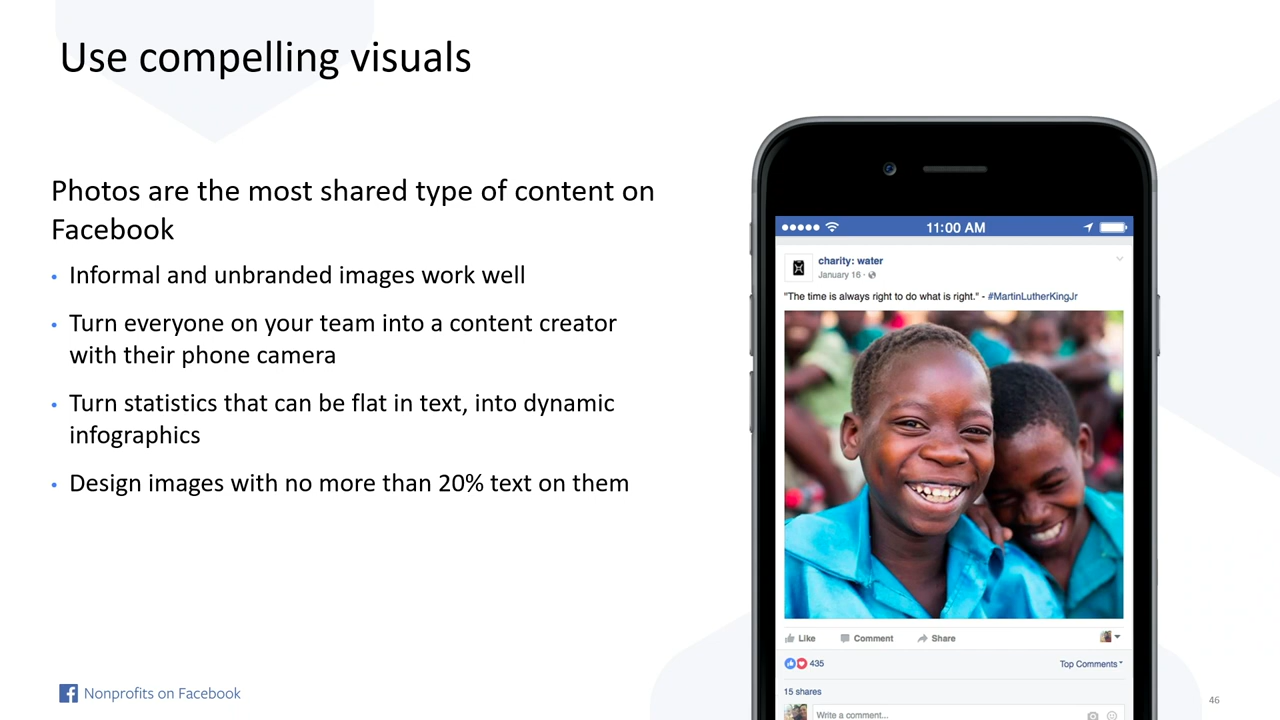 Use compelling visuals
Photos are the most shared type of content on
Facebook
• Informal and unbranded images work well
• Turn everyone on your team into a content creator
with their phone camera
• Turn statistics that can be flat in text, into dynamic
infographics
• Design images with no more than 20% text on them
Nonprofits on Facebook
11:00 AM
charity: water
January 16 ·
"The time is always right to do what is right." - #MartinLutherKingJr
Like Comment Share
435 Top Comments
15 shares
Write a comment...
46